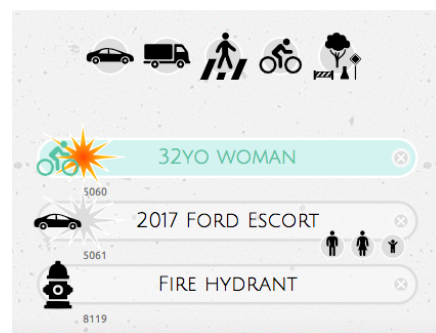 32YO WOMAN
5060
2017 FORD ESCORT
5061
FIRE HYDRANT
8119